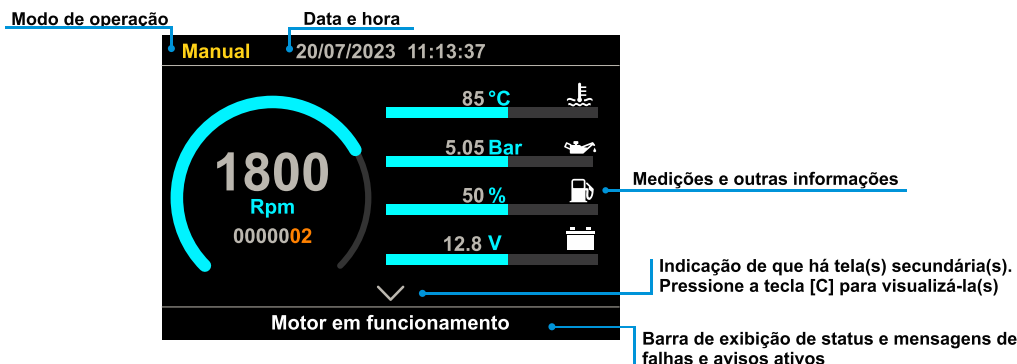 Modo de operação
Data e hora
Manual
20/07/2023 11:13:37
85 °C
5.05 Bar
1800
Rpm
0000002
50 %
12.8 V
Medições e outras informações
Indicação de que há tela(s) secundária(s).
Pressione a tecla [C] para visualizá-la(s)
Motor em funcionamento
Barra de exibição de status e mensagens de
falhas e avisos ativos